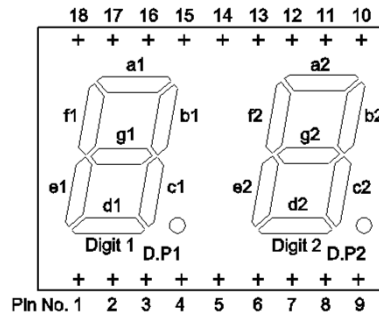 18 17 16 15 14 13 12 11 10
+ + + + + + + + +
a1 a2
f1 b1 f2 b2
g1 g2
e1 c1 e2 c2
d1 d2
Digit 1 D.P1 Digit 2 D.P2
+ + + + + + + + +
Pin No. 1 2 3 4 5 6 7 8 9